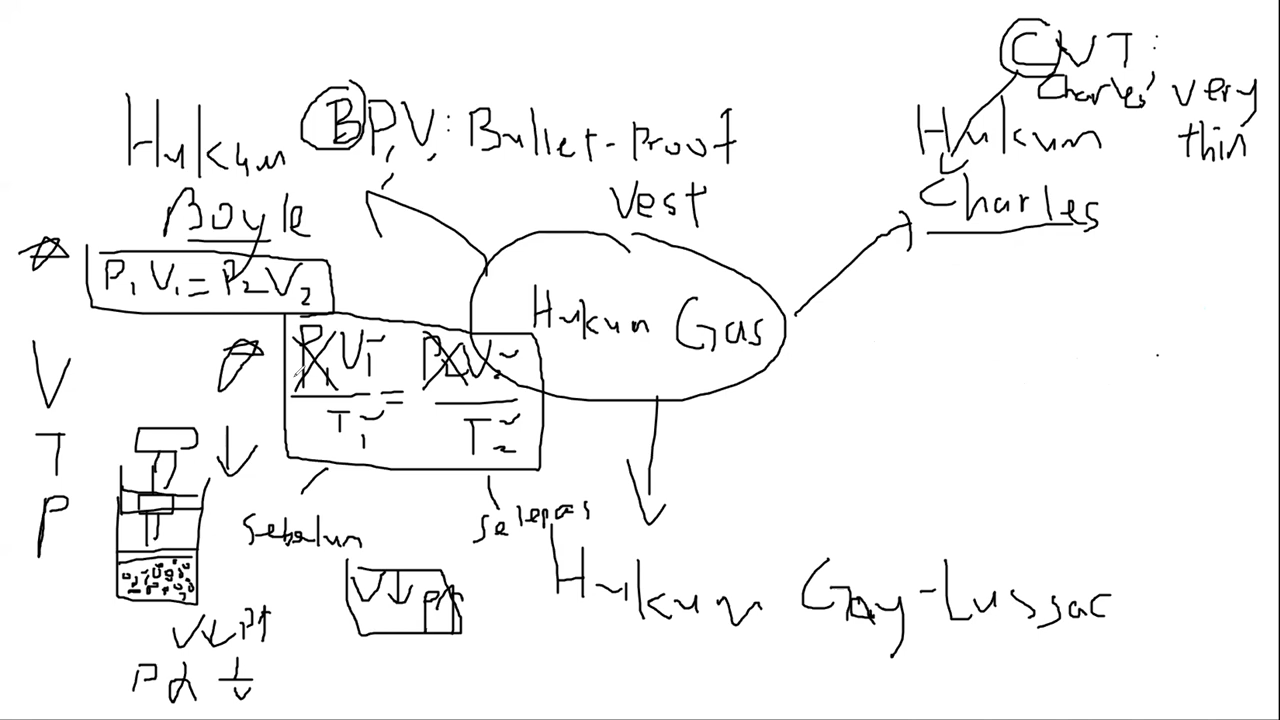 CVT:
Charles' very
thin
Hukum
Charles
Hukum
Boyle
BPV: Bullet-Proof
Vest
P₁V₁=P₂V₂
Hukum Gas
P₁V₁ = P₂V₂
T₁ T₂
V
T
P
Sebelum
selepas
V↓ P↑
V↓ P↑
P α 1/V
Hukum Gay-Lussac